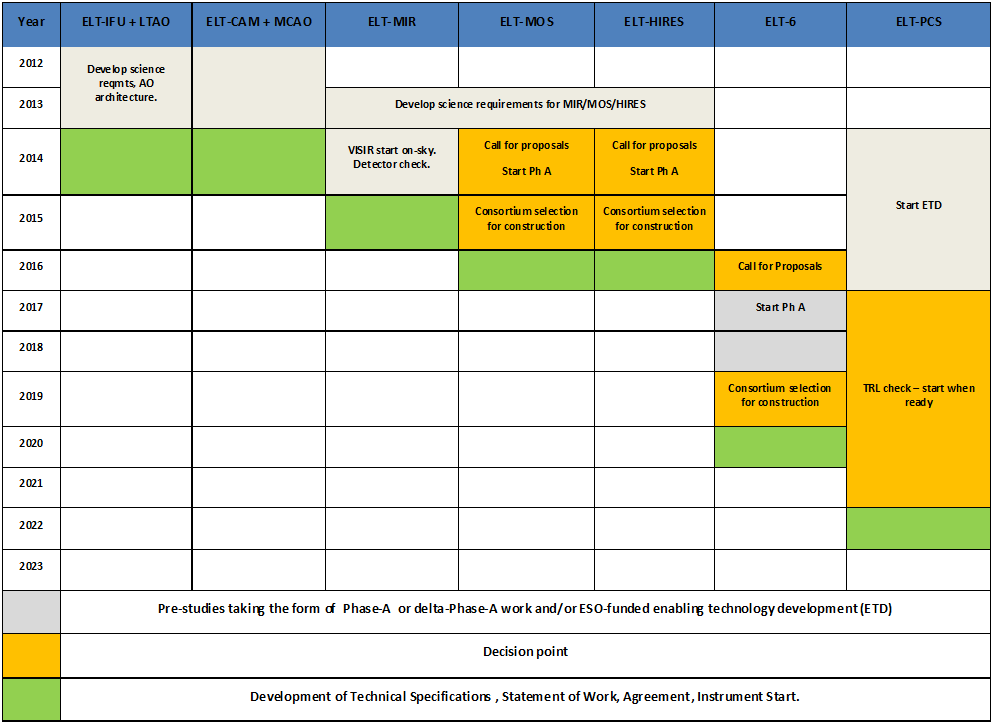 Year ELT-IFU + LTAO ELT-CAM + MCAO ELT-MIR ELT-MOS ELT-HIRES ELT-6 ELT-PCS
2012
Develop science
reqmts, AO
architecture.
2013
Develop science requirements for MIR/MOS/HIRES
2014
VISIR start on-sky.
Detector check.
Call for proposals
Start Ph A
Call for proposals
Start Ph A
Start ETD
2015
Consortium selection
for construction
Consortium selection
for construction
2016
Call for Proposals
2017
Start Ph A
2018
2019
Consortium selection
for construction
TRL check – start when
ready
2020
2021
2022
2023
Pre-studies taking the form of Phase-A or delta-Phase-A work and/or ESO-funded enabling technology development (ETD)
Decision point
Development of Technical Specifications , Statement of Work, Agreement, Instrument Start.